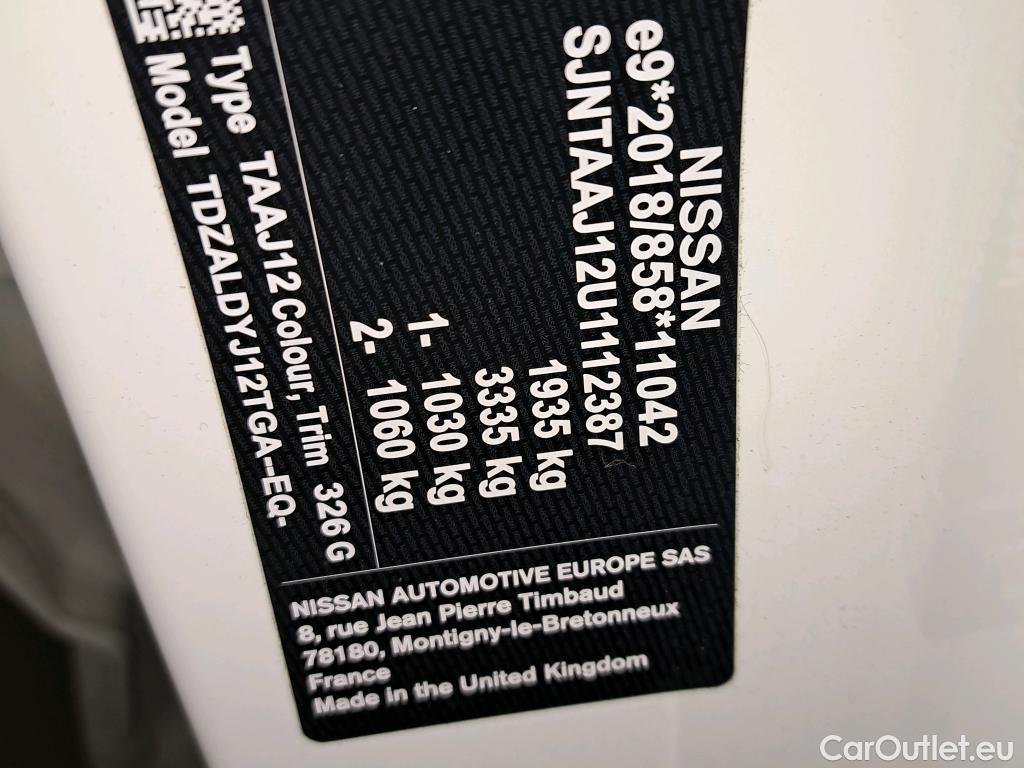 NISSAN
e9*2018/858*11042
SJNTAAJ12U1112387
1935 kg
3335 kg
1- 1030 kg
2- 1060 kg
Type TAAJ12 Colour, Trim 326 G
Model TDZALDYJ12TGA--EQ-
NISSAN AUTOMOTIVE EUROPE SAS
8, rue Jean Pierre Timbaud
78180, Montigny-le-Bretonneux
France
Made in the United Kingdom
CarOutlet.eu